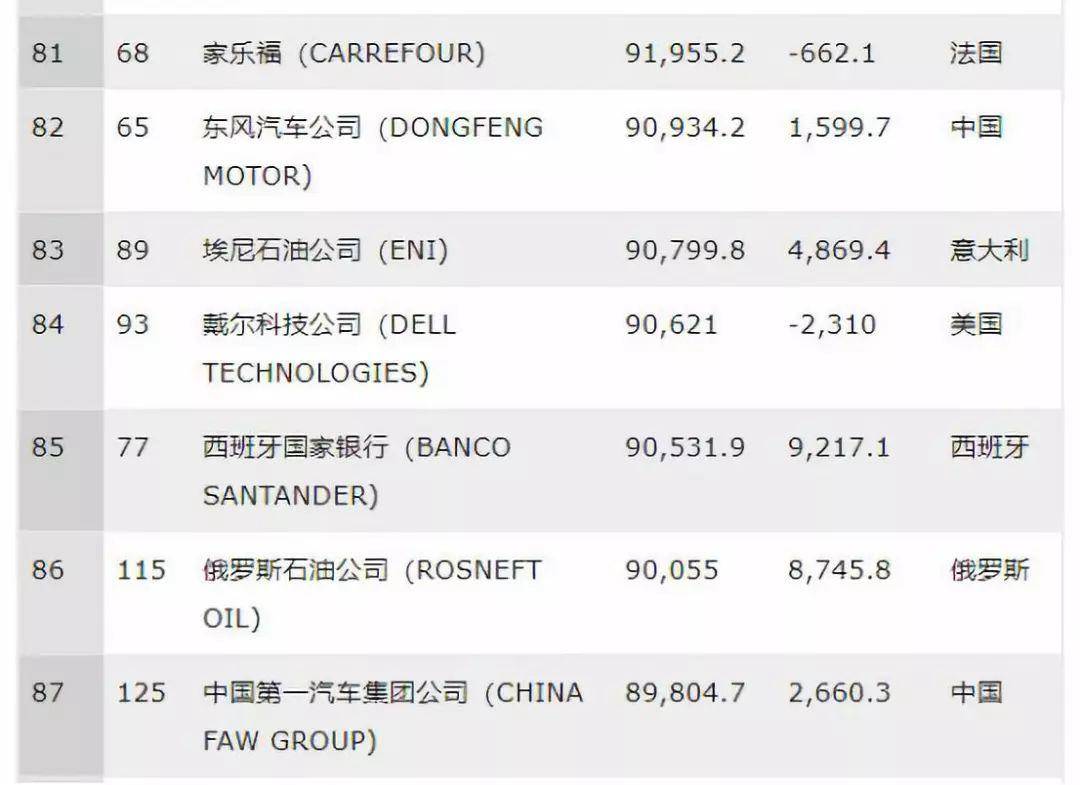 81 68 家乐福 (CARREFOUR) 91,955.2 -662.1 法国
82 65 东风汽车公司 (DONGFENG 90,934.2 1,599.7 中国
MOTOR)
83 89 埃尼石油公司 (ENI) 90,799.8 4,869.4 意大利
84 93 戴尔科技公司 (DELL 90,621 -2,310 美国
TECHNOLOGIES)
85 77 西班牙国家银行 (BANCO 90,531.9 9,217.1 西班牙
SANTANDER)
86 115 俄罗斯石油公司 (ROSNEFT 90,055 8,745.8 俄罗斯
OIL)
87 125 中国第一汽车集团公司 (CHINA 89,804.7 2,660.3 中国
FAW GROUP)